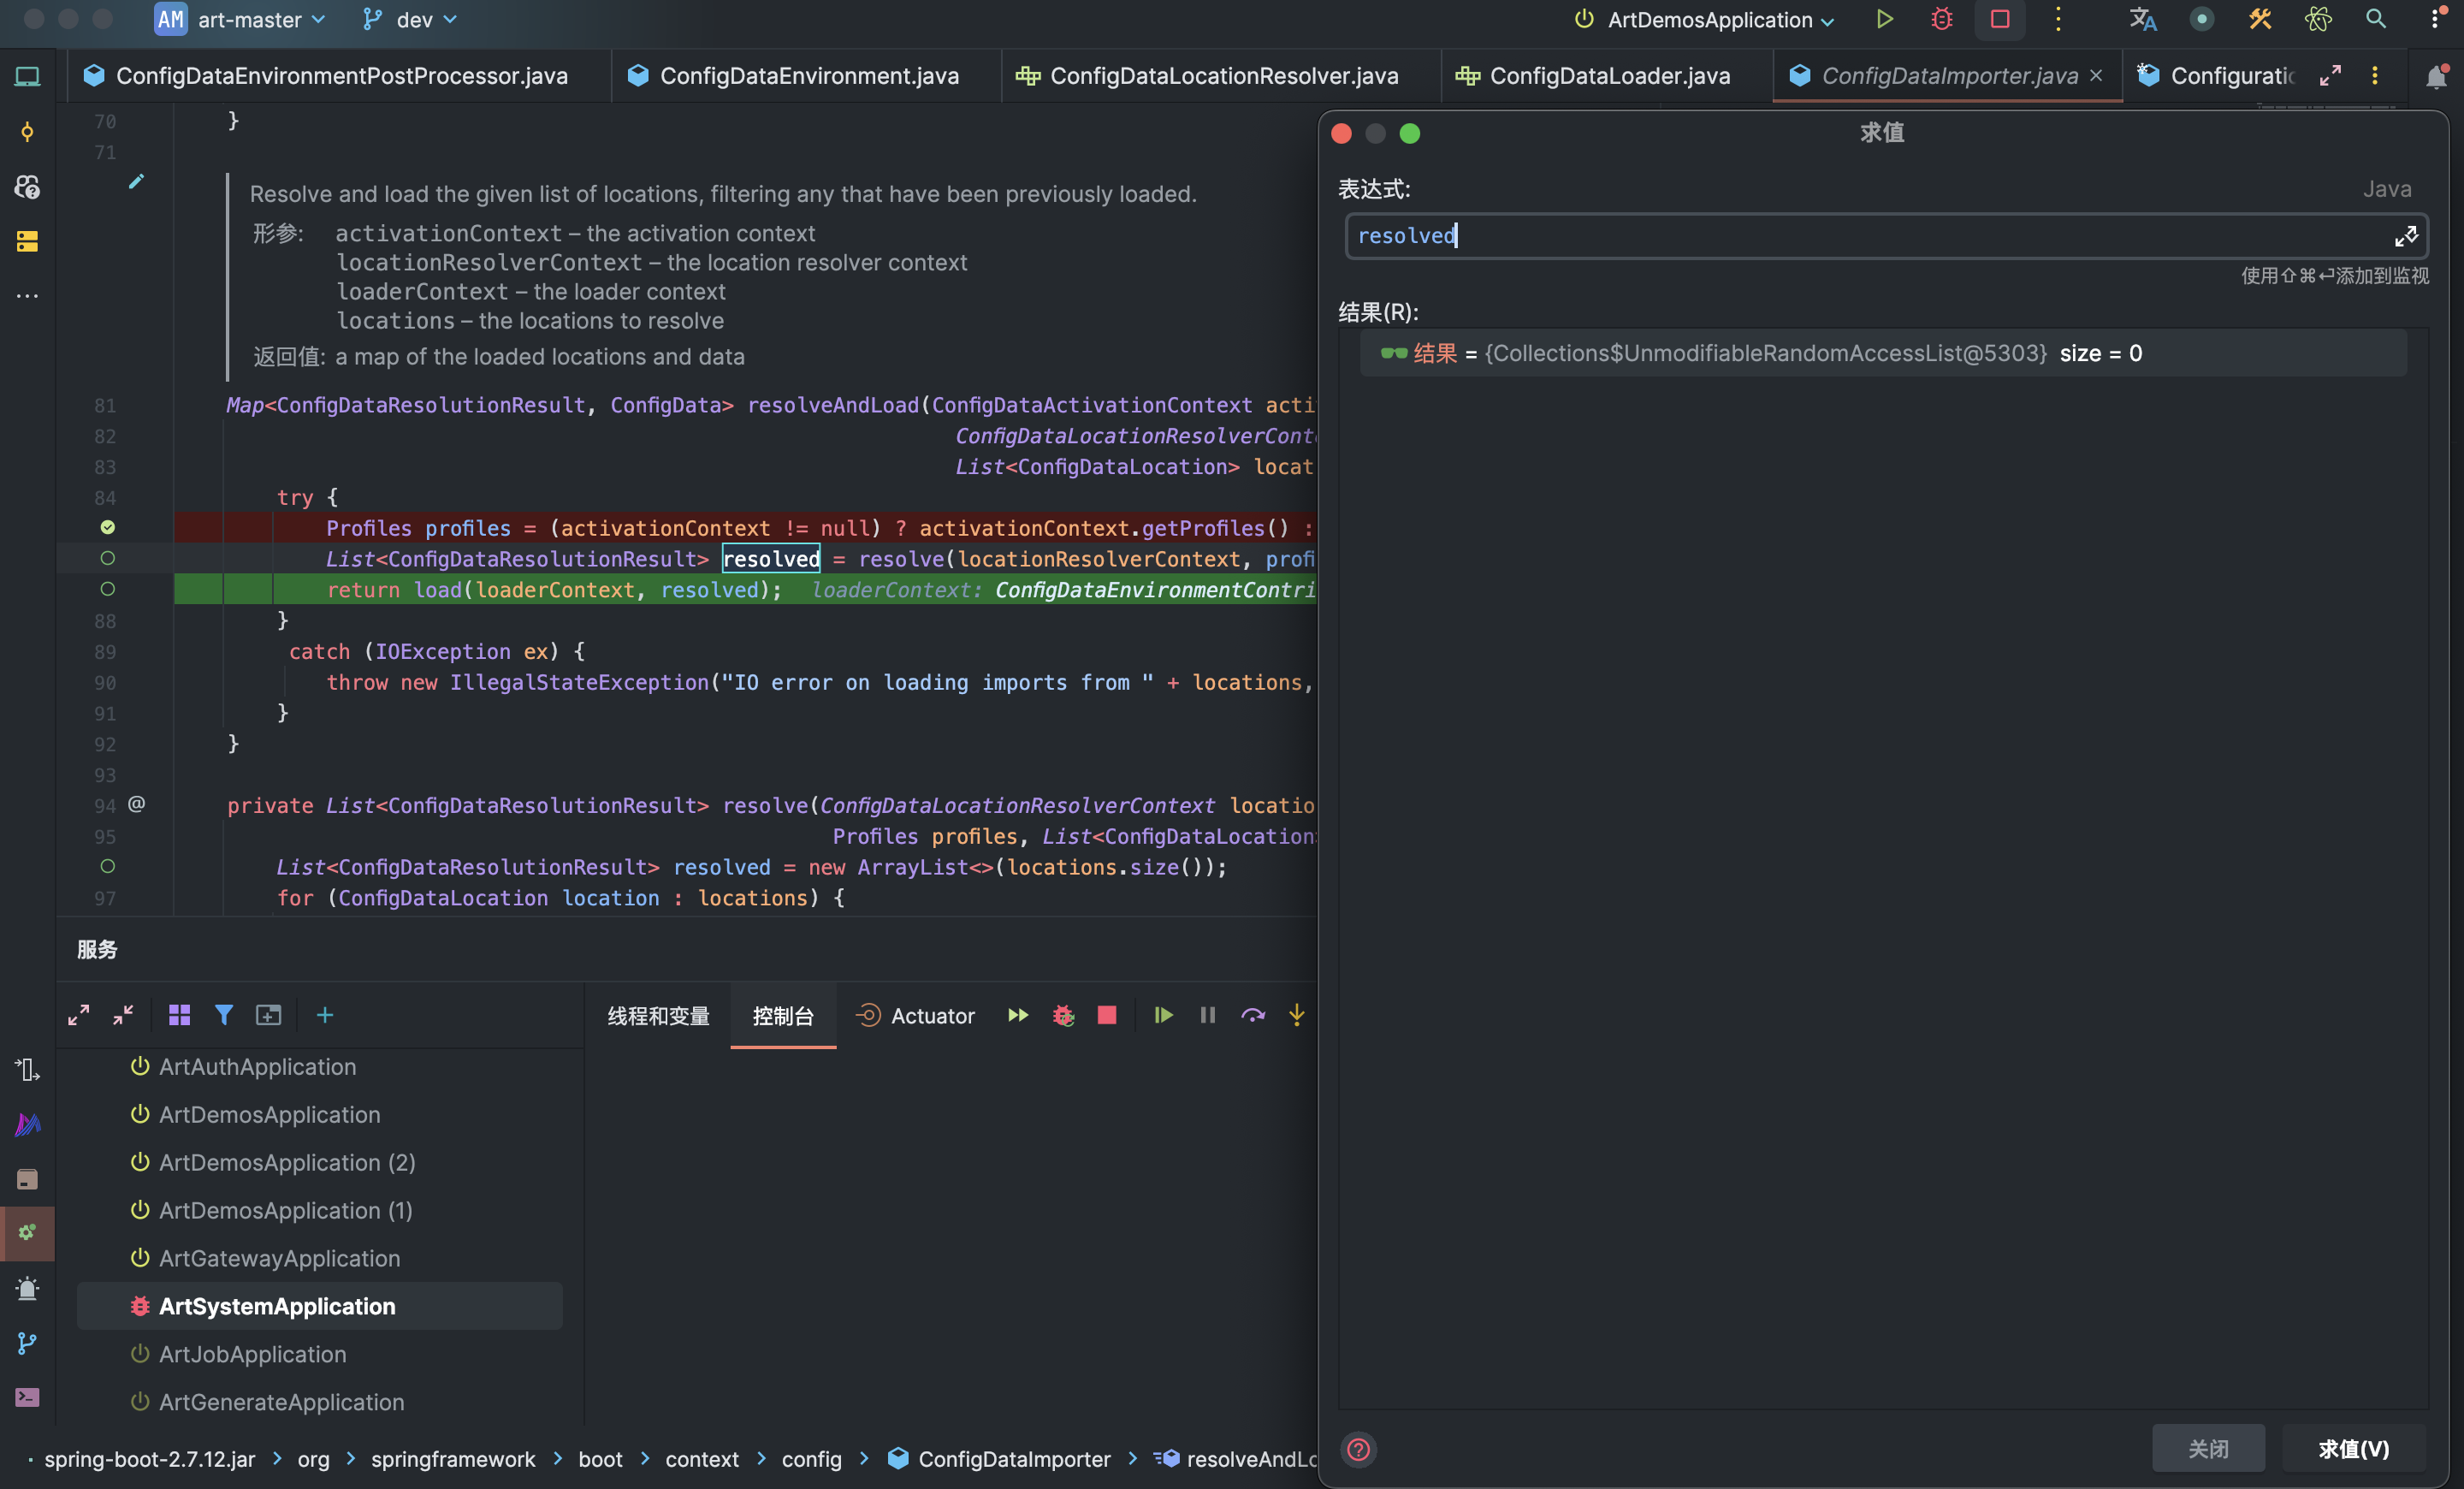 AM art-master dev ArtDemosApplication
ConfigDataEnvironmentPostProcessor.java ConfigDataEnvironment.java ConfigDataLocationResolver.java ConfigDataLoader.java ConfigDataImporter.java
70 }
71
Resolve and load the given list of locations, filtering any that have been previously loaded.
形参: activationContext – the activation context
locationResolverContext – the location resolver context
loaderContext – the loader context
locations – the locations to resolve
返回值: a map of the loaded locations and data
81 Map<ConfigDataResolutionResult, ConfigData> resolveAndLoad(ConfigDataActivationContext acti
82 ConfigDataLocationResolverConte
83 List<ConfigDataLocation> locat
84 try {
Profiles profiles = (activationContext != null) ? activationContext.getProfiles() :
List<ConfigDataResolutionResult> resolved = resolve(locationResolverContext, profi
return load(loaderContext, resolved); loaderContext: ConfigDataEnvironmentContri
88 }
89 catch (IOException ex) {
90 throw new IllegalStateException("IO error on loading imports from " + locations,
91 }
92 }
93
94 @ private List<ConfigDataResolutionResult> resolve(ConfigDataLocationResolverContext locatio
95 Profiles profiles, List<ConfigDataLocation>
List<ConfigDataResolutionResult> resolved = new ArrayList<>(locations.size());
97 for (ConfigDataLocation location : locations) {
服务
线程和变量 控制台 Actuator
ArtAuthApplication
ArtDemosApplication
ArtDemosApplication (2)
ArtDemosApplication (1)
ArtGatewayApplication
ArtSystemApplication
ArtJobApplication
ArtGenerateApplication
spring-boot-2.7.12.jar > org > springframework > boot > context > config > ConfigDataImporter > resolveAndLo
求值
表达式: Java
resolved
使用⇧⌘↩添加到监视
结果(R):
结果 = {Collections$UnmodifiableRandomAccessList@5303} size = 0
关闭 求值(V)